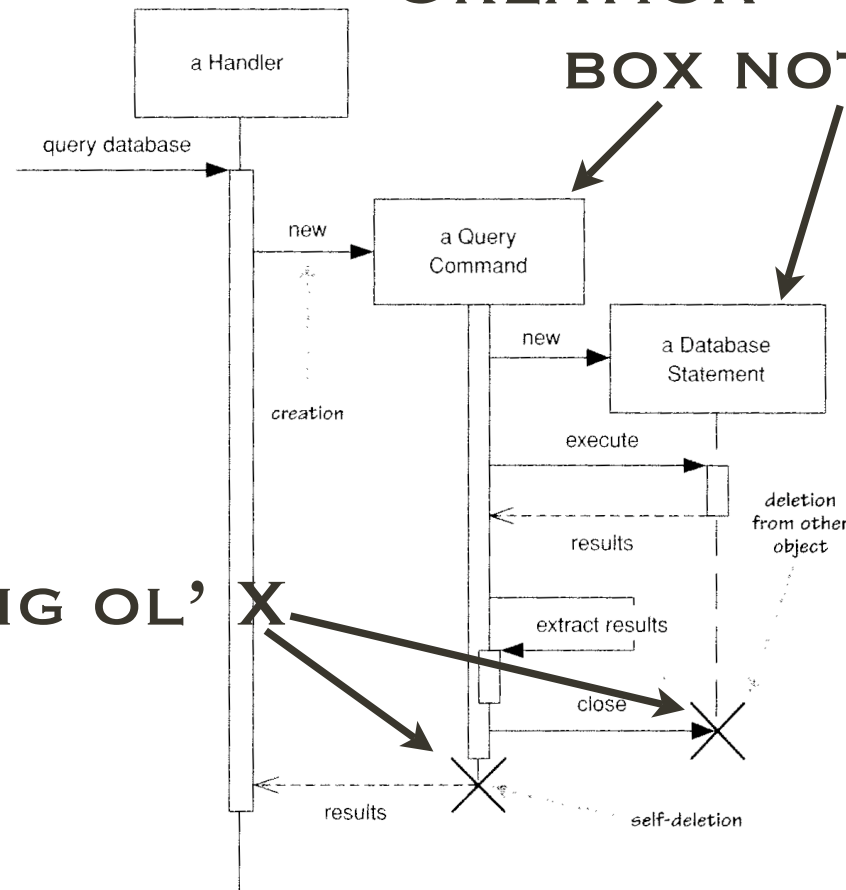 CREATION
BOX NOT
a Handler
query database
new
a Query
Command
new
a Database
Statement
creation
execute
deletion
from other
object
results
IG OL' X
extract results
close
results
self-deletion